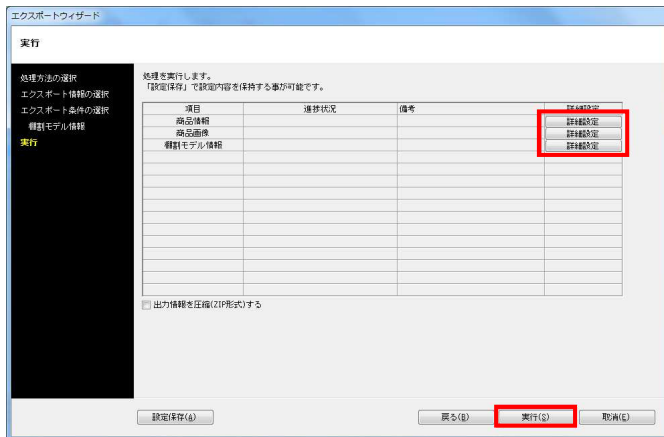 エクスポートウィザード
実行
処理方法の選択
エクスポート情報の選択
エクスポート条件の選択
棚割モデル情報
実行
処理を実行します。
「設定保存」で設定内容を保持する事が可能です。
項目 進捗状況 備考 詳細設定
商品情報 詳細設定
商品画像 詳細設定
棚割モデル情報 詳細設定
出力情報を圧縮(ZIP形式)する
設定保存(A) 戻る(B) 実行(S) 取消(E)